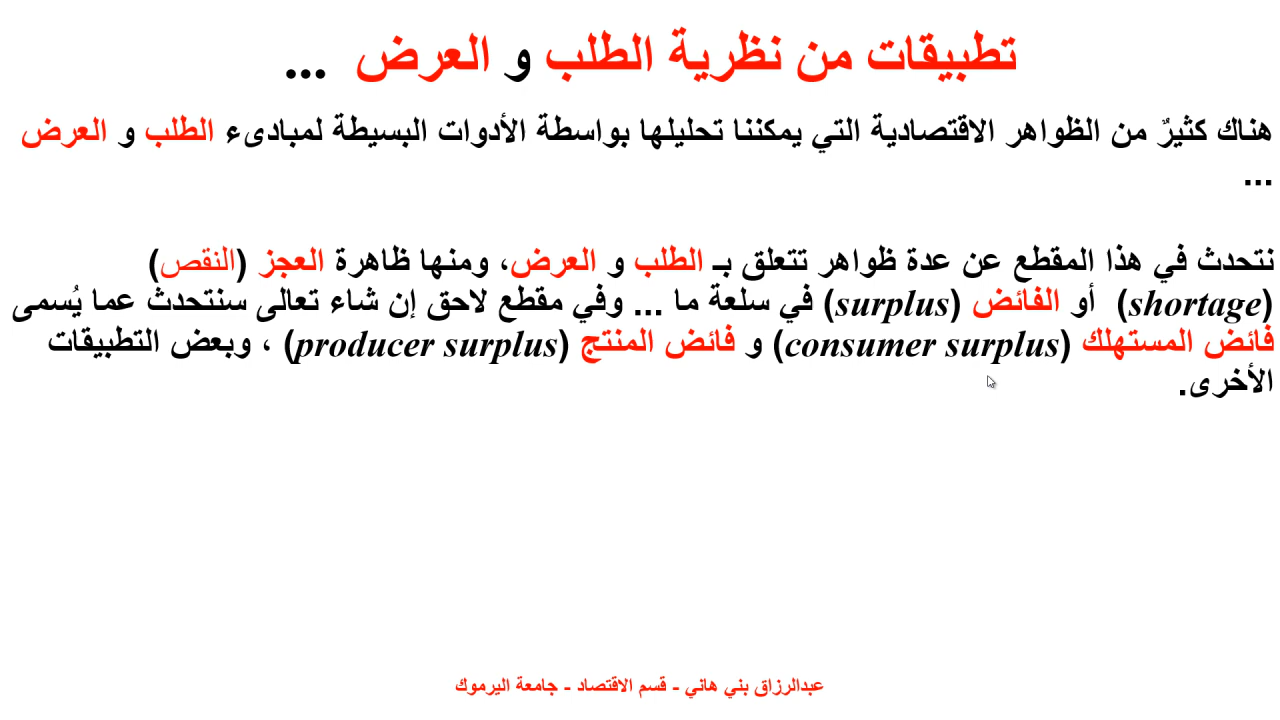 تطبيقات من نظرية الطلب و العرض ...
هناك كثيرٌ من الظواهر الاقتصادية التي يمكننا تحليلها بواسطة الأدوات البسيطة لمبادىء الطلب و العرض
...
نتحدث في هذا المقطع عن عدة ظواهر تتعلق بـ الطلب و العرض، ومنها ظاهرة العجز (النقص)
(shortage) أو الفائض (surplus) في سلعة ما ... وفي مقطع لاحق إن شاء تعالى سنتحدث عما يُسمى
فائض المستهلك (consumer surplus) و فائض المنتج (producer surplus) ، وبعض التطبيقات
الأخرى.
عبدالرزاق بني هاني - قسم الاقتصاد - جامعة اليرموك